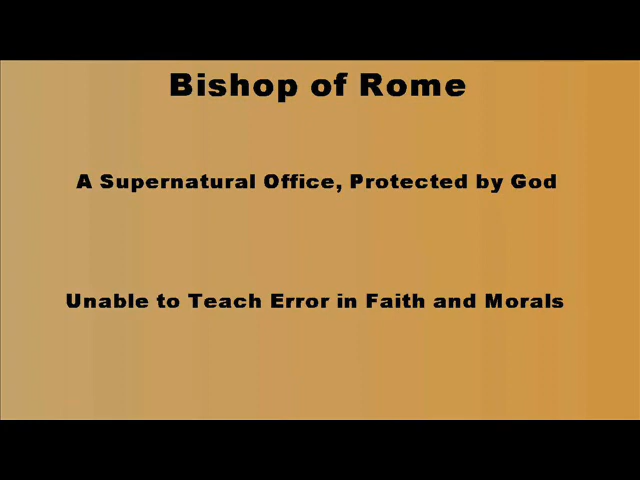 Bishop of Rome
A Supernatural Office, Protected by God
Unable to Teach Error in Faith and Morals